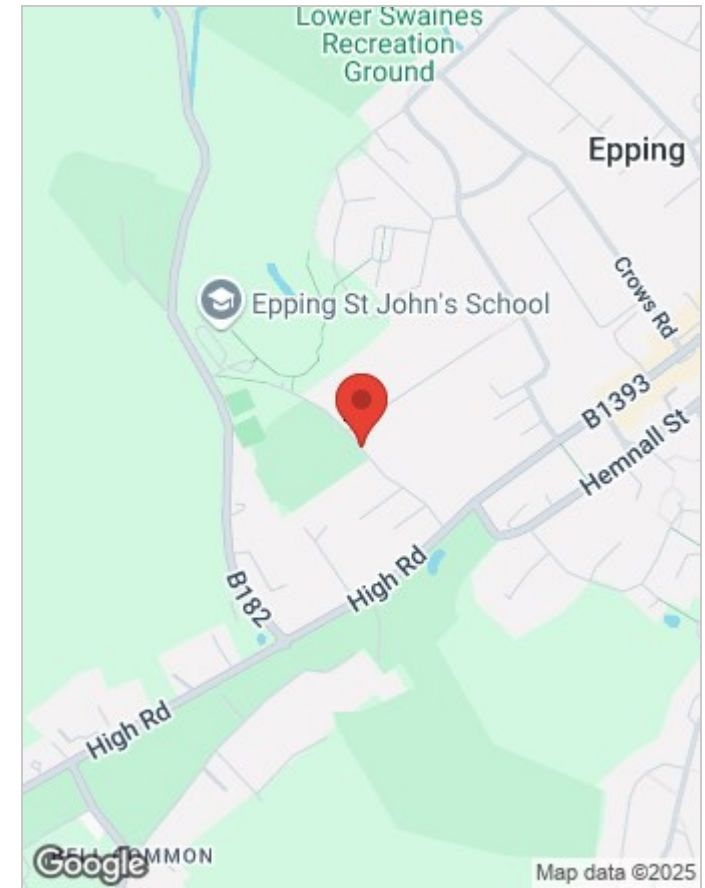 Lower Swaines
Recreation
Ground
Epping
Crows Rd
Epping St John's School
B1393
Hemnall St
High Rd
B182
High Rd
COMMON
Google
Map data ©2025